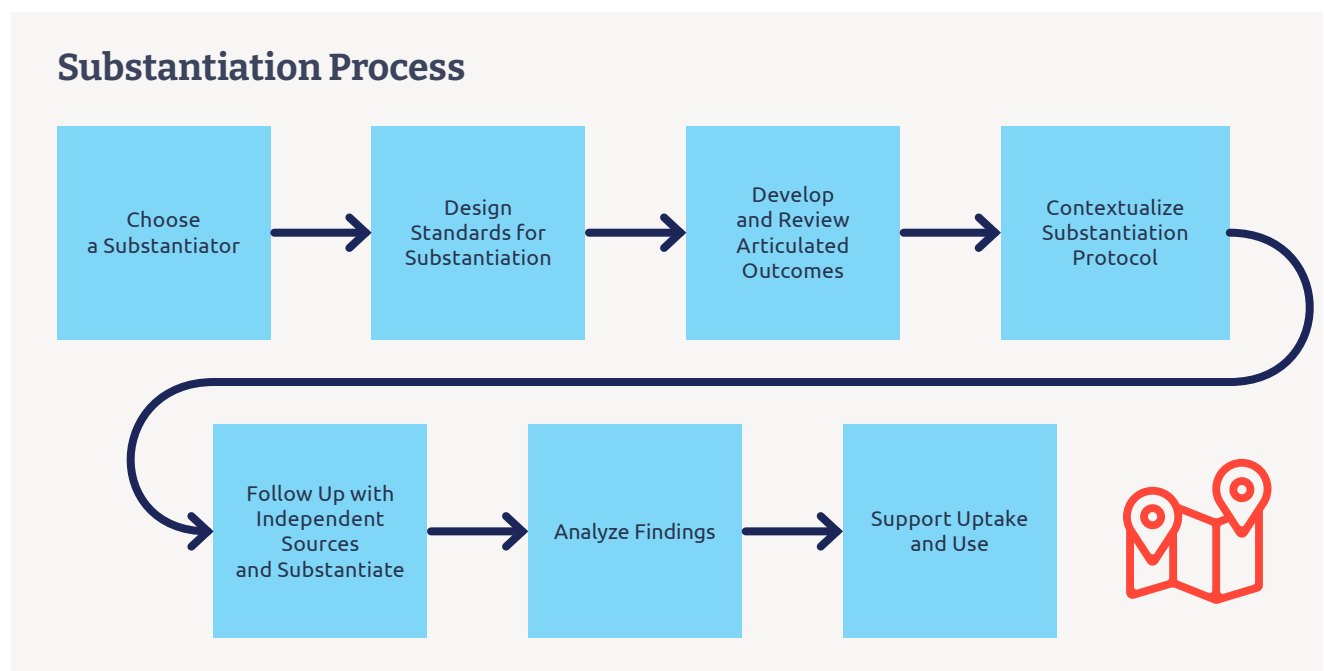 Substantiation Process
Choose
a Substantiator
Design
Standards for
Substantiation
Develop
and Review
Articulated
Outcomes
Contextualize
Substantiation
Protocol
Follow Up with
Independent
Sources
and Substantiate
Analyze Findings
Support Uptake
and Use